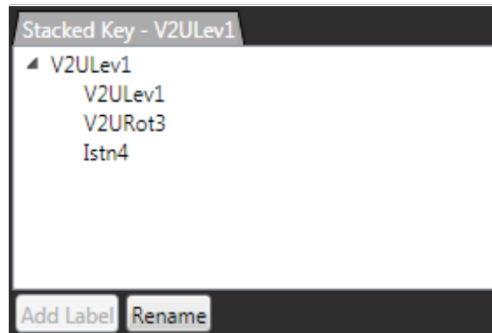 Stacked Key - V2ULev1
V2ULev1
V2ULev1
V2URot3
Istn4
Add Label Rename